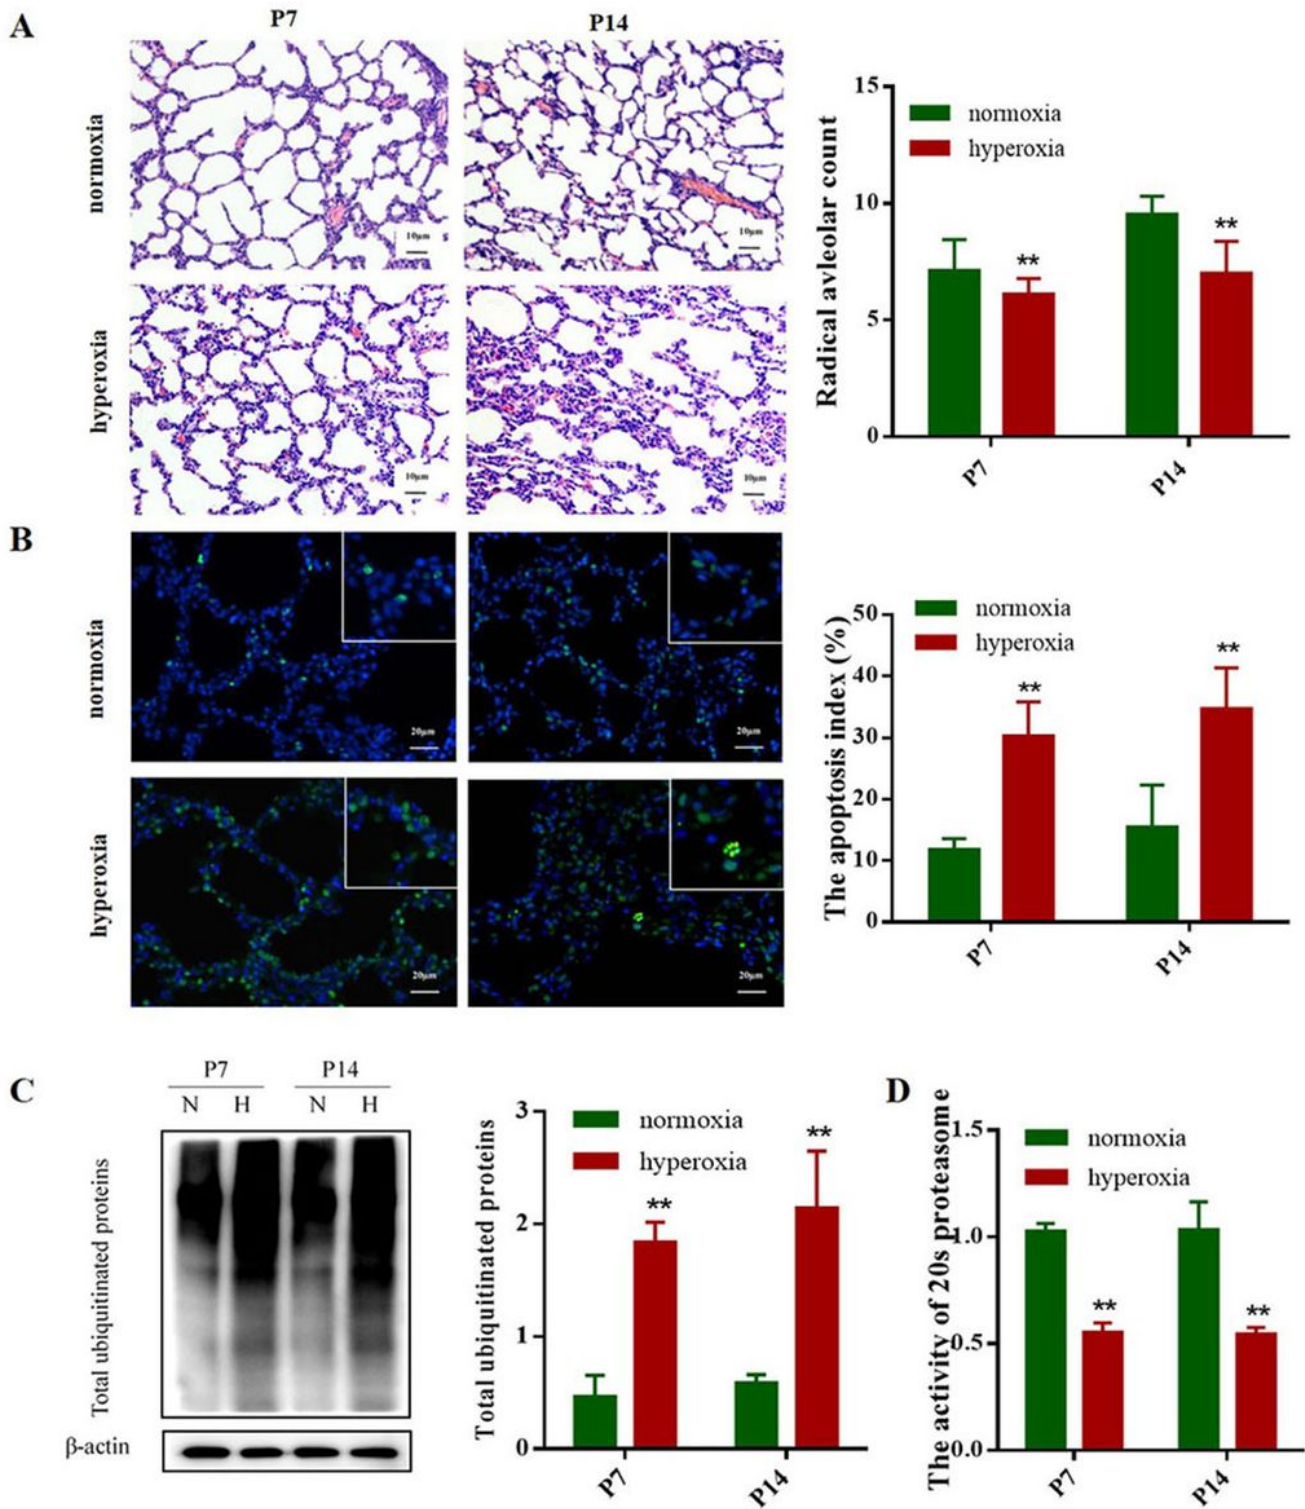 A
P7
P14
normoxia
hyperoxia
10µm
10µm
10µm
10µm
Radical avleolar count
15
10
5
0
normoxia
hyperoxia
**
**
P7
P14
B
normoxia
hyperoxia
20µm
20µm
20µm
20µm
The apoptosis index (%)
50
40
30
20
10
0
normoxia
hyperoxia
**
**
P7
P14
C
P7
P14
N
H
N
H
Total ubiquitinated proteins
β-actin
Total ubiquitinated proteins
3
2
1
0
normoxia
hyperoxia
**
**
P7
P14
D
The activity of 20s proteasome
1.5
1.0
0.5
0.0
normoxia
hyperoxia
**
**
P7
P14